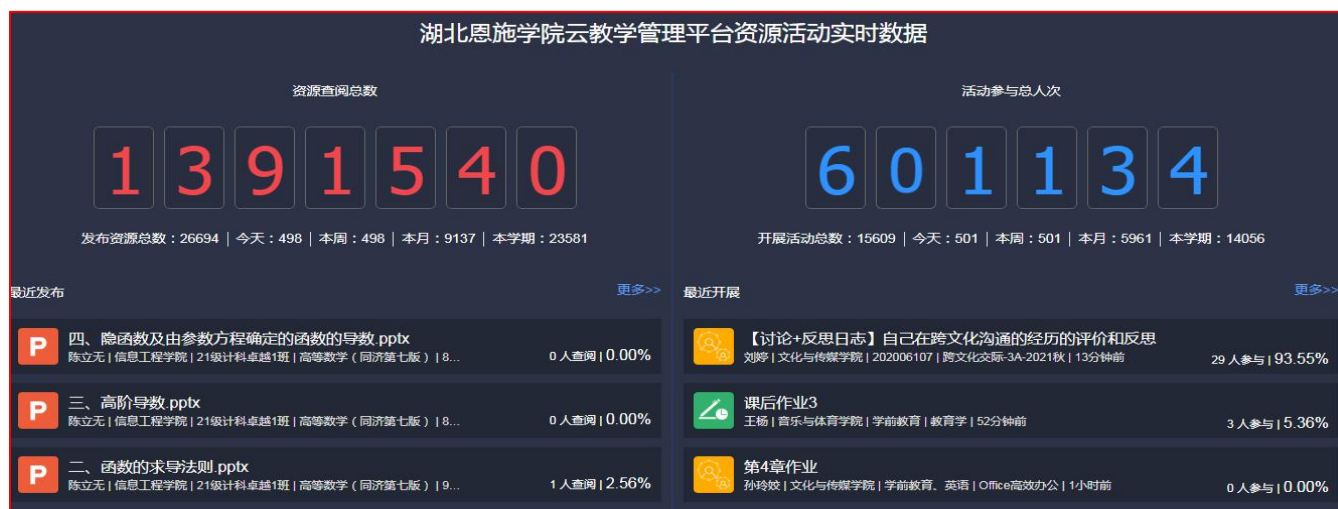 湖北恩施学院云教学管理平台资源活动实时数据
资源查阅总数
1391540
发布资源总数：26694 | 今天：498 | 本周：498 | 本月：9137 | 本学期：23581
最近发布
更多>>
P
四、隐函数及由参数方程确定的函数的导数.pptx
陈立无 | 信息工程学院 | 21级计科卓越1班 | 高等数学（同济第七版）| 8...
0 人查阅 | 0.00%
P
三、高阶导数.pptx
陈立无 | 信息工程学院 | 21级计科卓越1班 | 高等数学（同济第七版）| 8...
0 人查阅 | 0.00%
P
二、函数的求导法则.pptx
陈立无 | 信息工程学院 | 21级计科卓越1班 | 高等数学（同济第七版）| 9...
1 人查阅 | 2.56%
活动参与总人次
601134
开展活动总数：15609 | 今天：501 | 本周：501 | 本月：5961 | 本学期：14056
最近开展
更多>>
【讨论+反思日志】自己在跨文化沟通的经历的评价和反思
刘婷 | 文化与传媒学院 | 202006107 | 跨文化交际-3A-2021秋 | 13分钟前
29 人参与 | 93.55%
课后作业3
王杨 | 音乐与体育学院 | 学前教育 | 教育学 | 52分钟前
3 人参与 | 5.36%
第4章作业
孙玲姣 | 文化与传媒学院 | 学前教育、英语 | Office高效办公 | 1小时前
0 人参与 | 0.00%